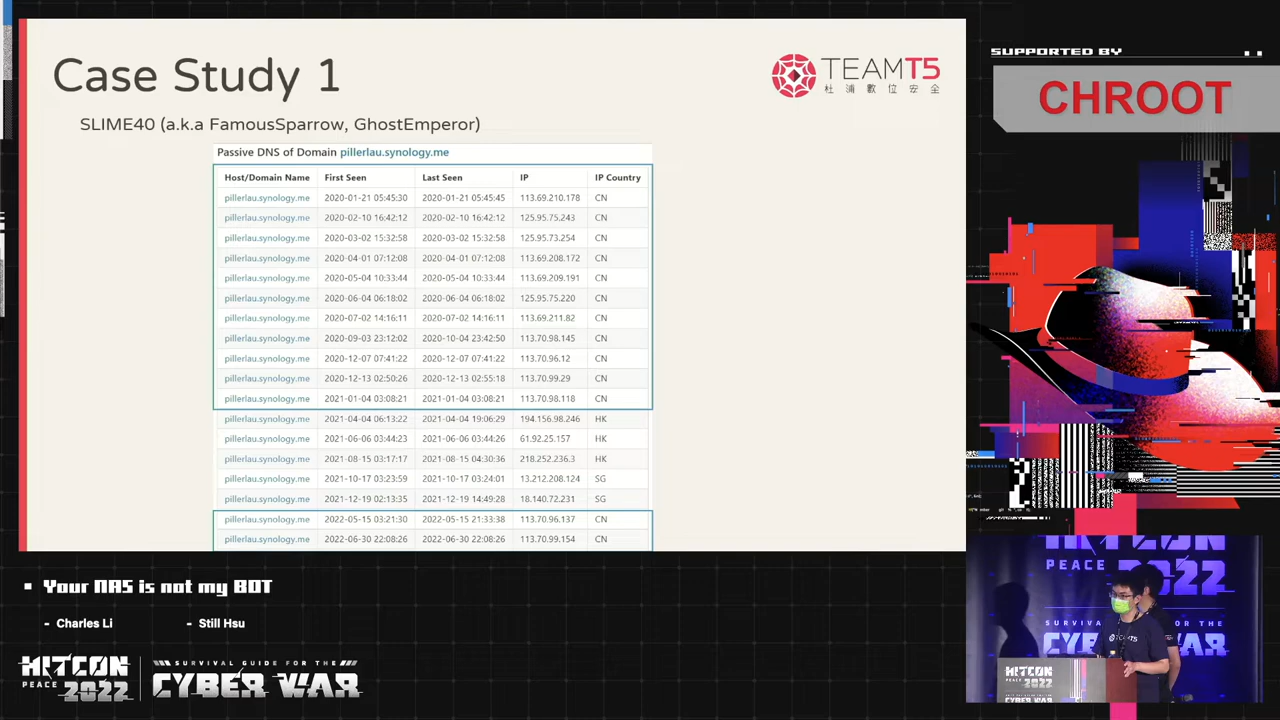 Case Study 1
TEAMT5
杜浦數位安全
SLIME40 (a.k.a FamousSparrow, GhostEmperor)
Passive DNS of Domain pillerlau.synology.me
Host/Domain Name First Seen Last Seen IP IP Country
pillerlau.synology.me 2020-01-21 05:45:30 2020-01-21 05:45:45 113.69.210.178 CN
pillerlau.synology.me 2020-02-10 16:42:12 2020-02-10 16:42:12 125.95.75.243 CN
pillerlau.synology.me 2020-03-02 15:32:58 2020-03-02 15:32:58 125.95.73.254 CN
pillerlau.synology.me 2020-04-01 07:12:08 2020-04-01 07:12:08 113.69.208.172 CN
pillerlau.synology.me 2020-05-04 10:33:44 2020-05-04 10:33:44 113.69.209.191 CN
pillerlau.synology.me 2020-06-04 06:18:02 2020-06-04 06:18:02 125.95.75.220 CN
pillerlau.synology.me 2020-07-02 14:16:11 2020-07-02 14:16:11 113.69.211.82 CN
pillerlau.synology.me 2020-09-03 23:12:02 2020-10-04 23:42:50 113.70.98.145 CN
pillerlau.synology.me 2020-12-07 07:41:22 2020-12-07 07:41:22 113.70.96.12 CN
pillerlau.synology.me 2020-12-13 02:50:26 2020-12-13 02:55:18 113.70.99.29 CN
pillerlau.synology.me 2021-01-04 03:08:21 2021-01-04 03:08:21 113.70.98.118 CN
pillerlau.synology.me 2021-04-04 06:13:22 2021-04-04 19:06:29 194.156.98.246 HK
pillerlau.synology.me 2021-06-06 03:44:23 2021-06-06 03:44:26 61.92.25.157 HK
pillerlau.synology.me 2021-08-15 03:17:17 2021-08-15 04:30:36 218.252.236.3 HK
pillerlau.synology.me 2021-10-17 03:23:59 2021-10-17 03:24:01 13.212.208.124 SG
pillerlau.synology.me 2021-12-19 02:13:35 2021-12-19 14:49:28 18.140.72.231 SG
pillerlau.synology.me 2022-05-15 03:21:30 2022-05-15 21:33:38 113.70.96.137 CN
pillerlau.synology.me 2022-06-30 22:08:26 2022-06-30 22:08:26 113.70.99.154 CN
SUPPORTED BY
CHROOT
Your NAS is not my BOT
- Charles Li - Still Hsu
HITCON
PEACE 2022
SURVIVAL GUIDE FOR THE
CYBER WAR
HITCON
PEACE 2022
SURVIVAL
THE
CYBER WAR
TEAMT5
HITCON
PEACE 2022